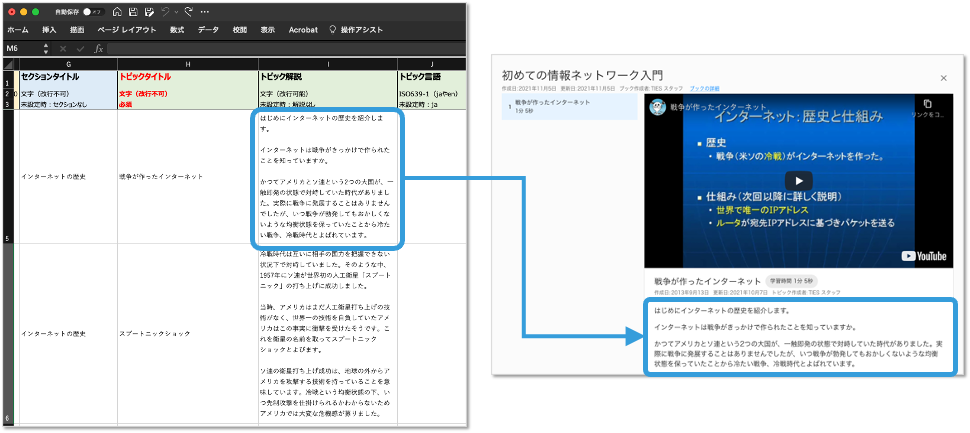 自動保存 オフ
ホーム 挿入 描画 ページ レイアウト 数式 データ 校閲 表示 Acrobat 操作アシスト
M6 fx
G H I J
1 セクションタイトル トピックタイトル トピック解説 トピック言語
2 文字（改行不可） 文字（改行不可） 文字（改行可能） ISO639-1（jaやen）
3 未設定時：セクションなし 必須 未設定時：解説なし 未設定時：ja
はじめにインターネットの歴史を紹介しま
す。
インターネットは戦争がきっかけで作られた
ことを知っていますか。
インターネットの歴史 戦争が作ったインターネット
かつてアメリカとソ連という2つの大国が、一
触即発の状態で対峙していた時代がありまし
た。実際に戦争に発展することはありません
でしたが、いつ戦争が勃発してもおかしくな
いような均衡状態を保っていたことから冷た
い戦争、冷戦時代とよばれています。
5
冷戦時代は互いに相手の国力を把握できない
状況下で対峙していました。そのような中、
1957年にソ連が世界初の人工衛星「スプート
ニック」の打ち上げに成功しました。
当時、アメリカはまだ人工衛星打ち上げの技
術がなく、世界一の技術を自負していたアメ
リカはこの事実に衝撃を受けたそうです。こ
れを衛星の名前を取ってスプートニック
ショックとよびます。
インターネットの歴史 スプートニックショック
ソ連の衛星打ち上げ成功は、地球の外からア
メリカを攻撃する技術を持っていることを意
味しています。冷戦という均衡状態の下、い
つ先制攻撃を仕掛けられるかわからないため
アメリカでは大変な危機感が募りました。
6
初めての情報ネットワーク入門
作成日:2021年11月5日 更新日:2021年11月5日 ブック作成者:TIES スタッフ ブックの詳細
1 戦争が作ったインターネット
1分 5秒
戦争が作ったインターネット
リンクをコ...
インターネット：歴史と仕組み
歴史
・戦争（米ソの冷戦）がインターネットを作った。
仕組み（次回以降に詳しく説明）
・世界で唯一のIPアドレス
・ルータが宛先IPアドレスに基づきパケットを送る
YouTube
戦争が作ったインターネット 学習時間 1分 5秒
作成日:2013年9月13日 更新日:2021年10月7日 トピック作成者:TIES スタッフ
はじめにインターネットの歴史を紹介します。
インターネットは戦争がきっかけで作られたことを知っていますか。
かつてアメリカとソ連という2つの大国が、一触即発の状態で対峙していた時代がありました。実
際に戦争に発展することはありませんでしたが、いつ戦争が勃発してもおかしくないような均衡
状態を保っていたことから冷たい戦争、冷戦時代とよばれています。